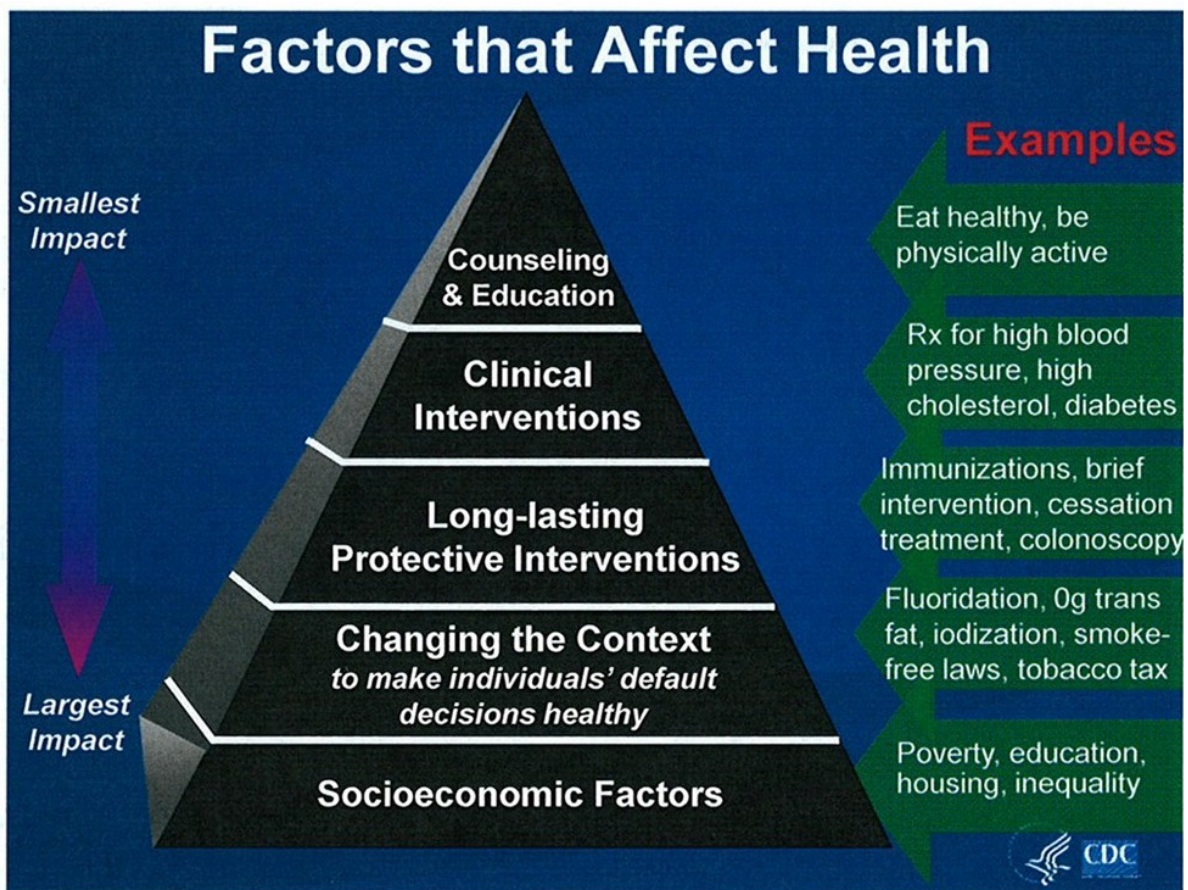 Factors that Affect Health
Examples
Smallest
Impact
Largest
Impact
Counseling
& Education
Clinical
Interventions
Long-lasting
Protective Interventions
Changing the Context
to make individuals' default
decisions healthy
Socioeconomic Factors
Eat healthy, be
physically active
Rx for high blood
pressure, high
cholesterol, diabetes
Immunizations, brief
intervention, cessation
treatment, colonoscopy
Fluoridation, 0g trans
fat, iodization, smoke-
free laws, tobacco tax
Poverty, education,
housing, inequality
CDC